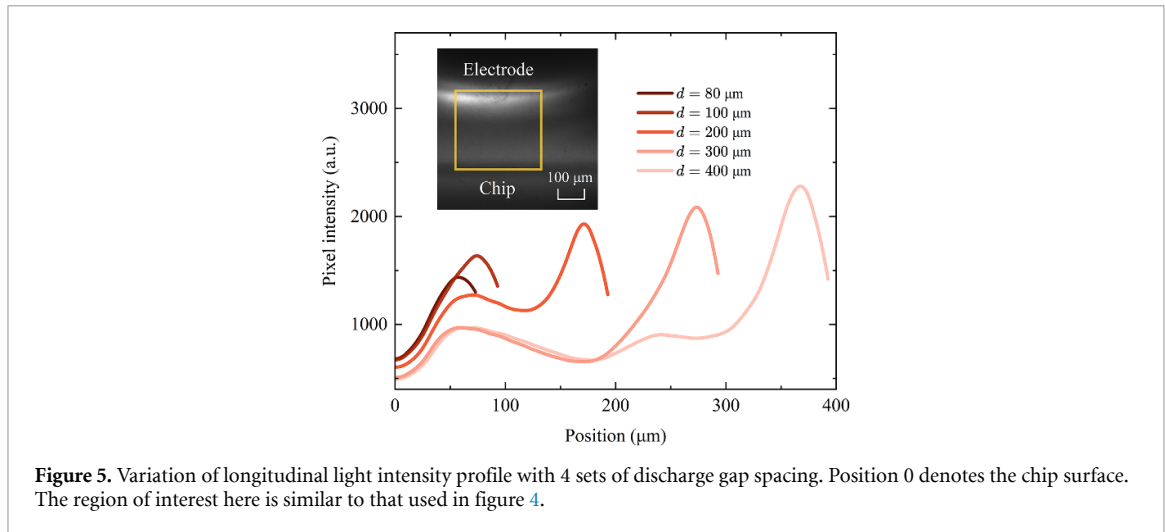 Electrode
Chip
100 μm
d = 80 μm
d = 100 μm
d = 200 μm
d = 300 μm
d = 400 μm
3000
2000
1000
Pixel intensity (a.u.)
0
100
200
300
400
Position (μm)
Figure 5. Variation of longitudinal light intensity profile with 4 sets of discharge gap spacing. Position 0 denotes the chip surface.
The region of interest here is similar to that used in figure 4.